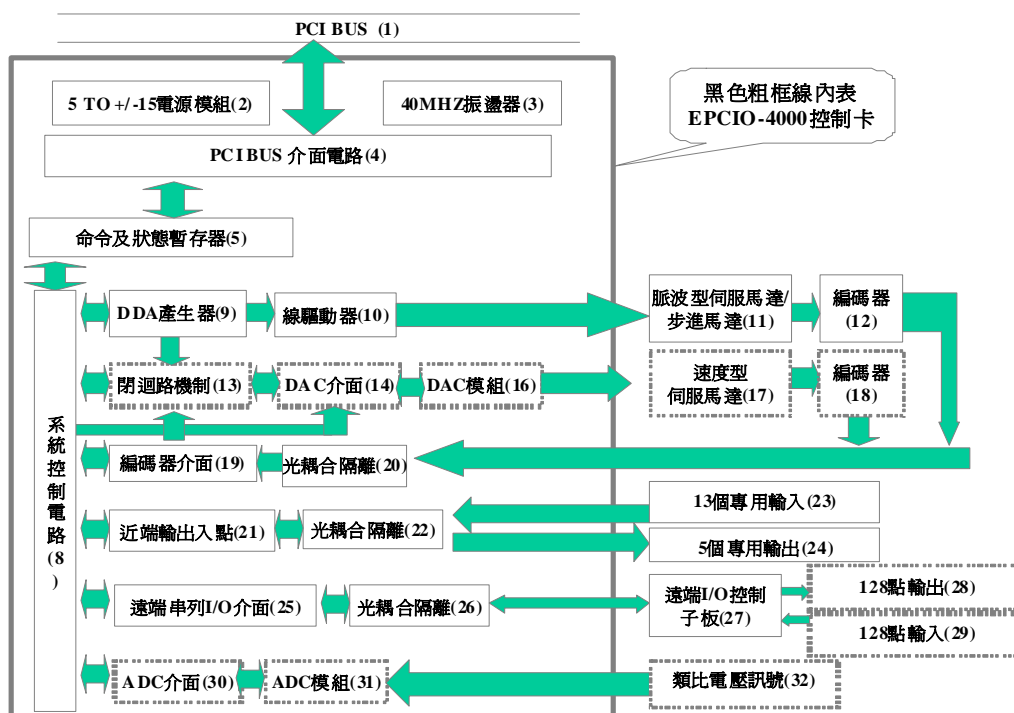 PCI BUS (1)
5 TO +/-15電源模組(2)
40MHZ振盪器(3)
黑色粗框線內表
EPCIO-4000控制卡
PCI BUS 介面電路(4)
命令及狀態暫存器(5)
系
統
控
制
電
路
(8
)
DDA產生器(9)
線驅動器(10)
脈波型伺服馬達/
步進馬達(11)
編碼器
(12)
閉迴路機制(13)
DAC介面(14)
DAC模組(16)
速度型
伺服馬達(17)
編碼器
(18)
編碼器介面(19)
光耦合隔離(20)
近端輸出入點(21)
光耦合隔離(22)
13個專用輸入(23)
5個專用輸出(24)
遠端串列I/O介面(25)
光耦合隔離(26)
遠端I/O控制
子板(27)
128點輸出(28)
128點輸入(29)
ADC介面(30)
ADC模組(31)
類比電壓訊號(32)